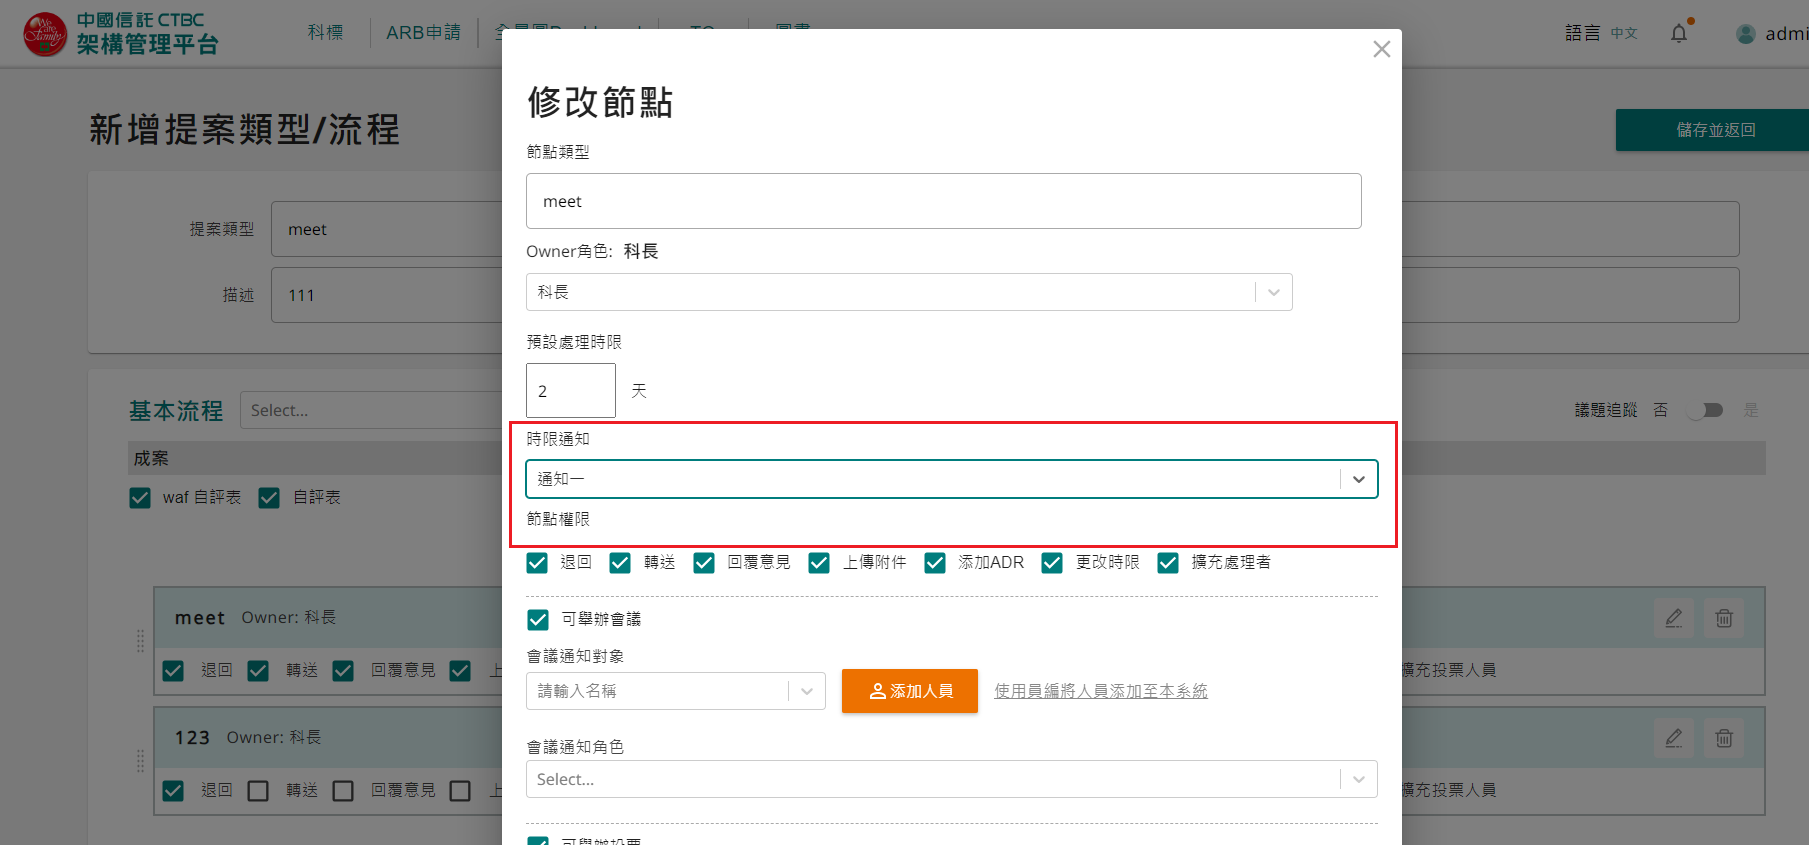 中國信託 CTBC
架構管理平台
We are Family
科標
ARB申請
語言 中文
admi
新增提案類型/流程
儲存並返回
提案類型
meet
描述
111
基本流程
Select...
議題追蹤 否 是
成案
waf 自評表 自評表
meet Owner: 科長
退回 轉送 回覆意見 上
擴充投票人員
123 Owner: 科長
退回 轉送 回覆意見 上
擴充投票人員
修改節點
節點類型
meet
Owner角色: 科長
科長
預設處理時限
2 天
時限通知
通知一
節點權限
退回 轉送 回覆意見 上傳附件 添加ADR 更改時限 擴充處理者
可舉辦會議
會議通知對象
請輸入名稱
添加人員
使用員編將人員添加至本系統
會議通知角色
Select...
可舉辦投票